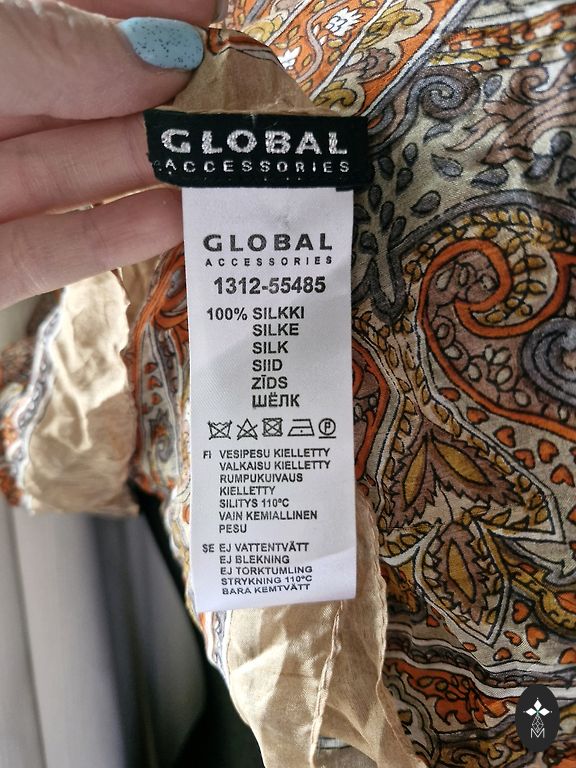 GLOBAL
ACCESSORIES
GLOBAL
ACCESSORIES
1312-55485
100% SILKKI
SILKE
SILK
SIID
ZĪDS
ШЁЛК
P
FI VESIPESU KIELLETTY
VALKAISU KIELLETTY
RUMPUKUIVAUS
KIELLETTY
SILITYS 110°C
VAIN KEMIALLINEN
PESU
SE EJ VATTENTVÄTT
EJ BLEKNING
EJ TORKTUMLING
STRYKNING 110°C
BARA KEMTVÄTT
M